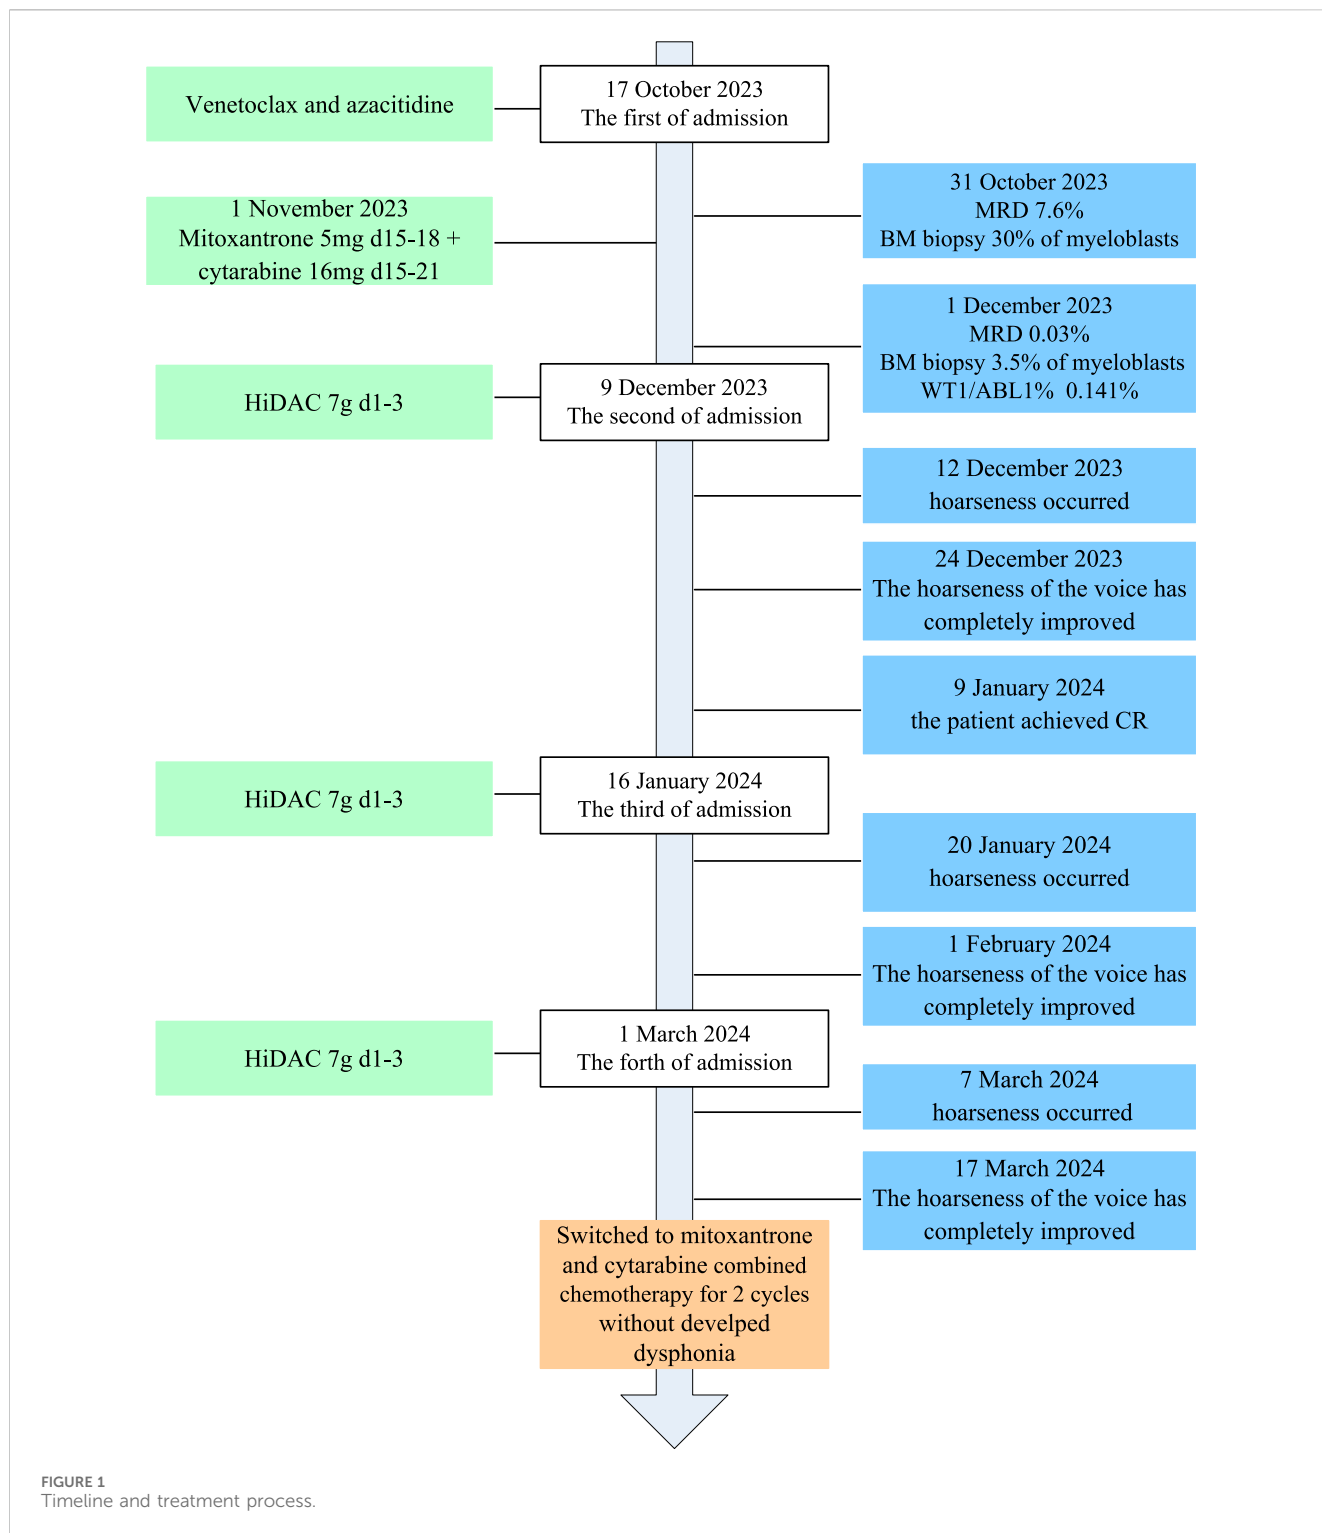 Venetoclax and azacitidine
17 October 2023
The first of admission
31 October 2023
MRD 7.6%
BM biopsy 30% of myeloblasts
1 November 2023
Mitoxantrone 5mg d15-18 +
cytarabine 16mg d15-21
1 December 2023
MRD 0.03%
BM biopsy 3.5% of myeloblasts
WT1/ABL1% 0.141%
HiDAC 7g d1-3
9 December 2023
The second of admission
12 December 2023
hoarseness occurred
24 December 2023
The hoarseness of the voice has
completely improved
9 January 2024
the patient achieved CR
HiDAC 7g d1-3
16 January 2024
The third of admission
20 January 2024
hoarseness occurred
1 February 2024
The hoarseness of the voice has
completely improved
HiDAC 7g d1-3
1 March 2024
The forth of admission
7 March 2024
hoarseness occurred
17 March 2024
The hoarseness of the voice has
completely improved
Switched to mitoxantrone
and cytarabine combined
chemotherapy for 2 cycles
without develped
dysphonia
FIGURE 1
Timeline and treatment process.